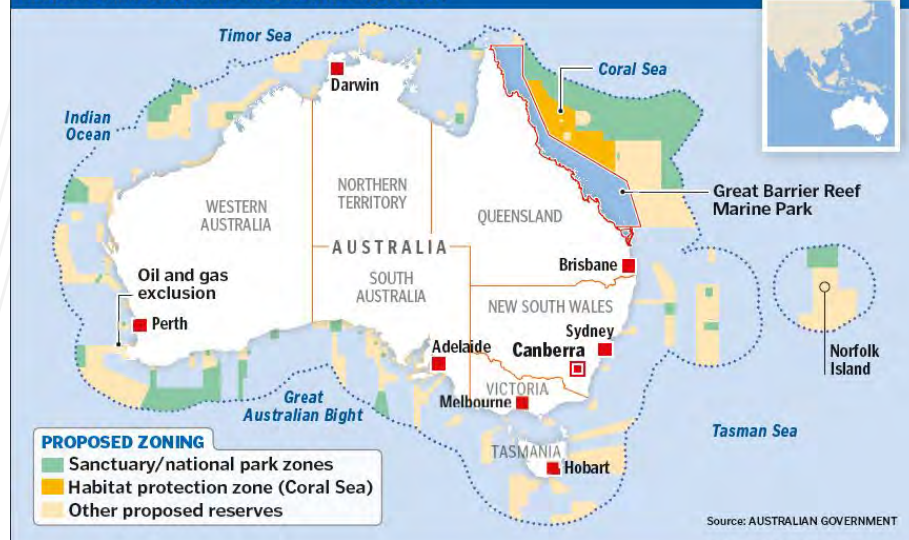 Timor Sea
Darwin
Coral Sea
Indian
Ocean
NORTHERN
TERRITORY
WESTERN
AUSTRALIA
QUEENSLAND
Great Barrier Reef
Marine Park
AUSTRALIA
SOUTH
AUSTRALIA
Brisbane
Oil and gas
exclusion
NEW SOUTH WALES
Perth
Sydney
Adelaide
Canberra
Norfolk
Island
VICTORIA
Great
Australian Bight
Melbourne
Tasman Sea
PROPOSED ZONING
Sanctuary/national park zones
Habitat protection zone (Coral Sea)
Other proposed reserves
TASMANIA
Hobart
Source: AUSTRALIAN GOVERNMENT